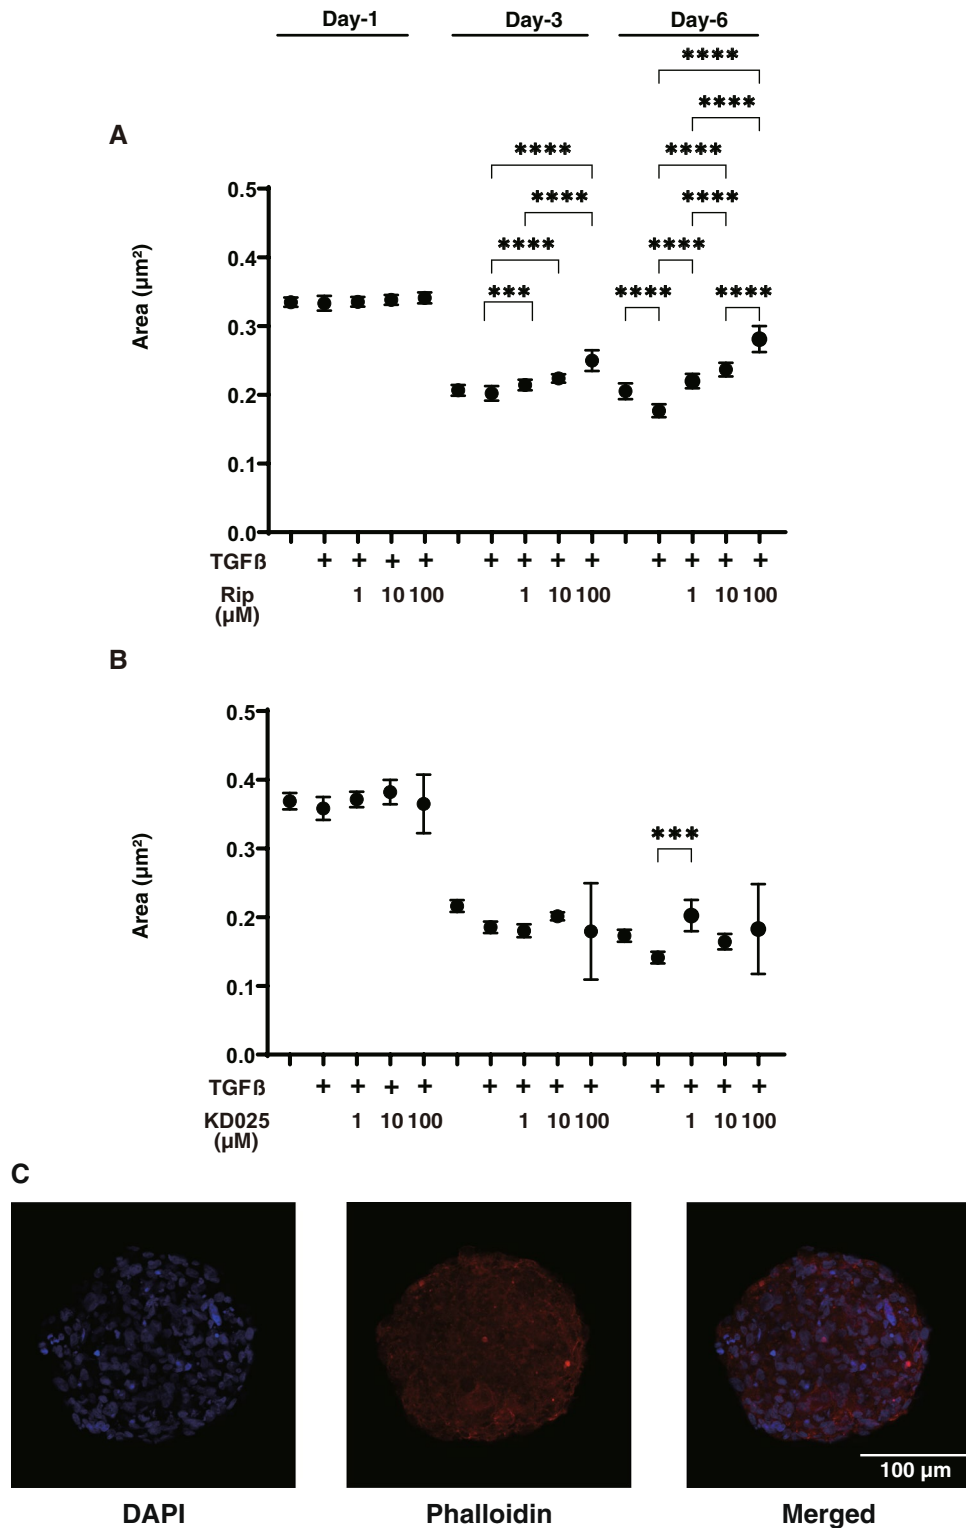 Day-1 Day-3 Day-6
****
****
A
**** ****
**** ****
**** ****
*** **** ****
0.5
0.4
Area (µm²)
0.3
0.2
0.1
0.0
TGFß + + + + + + + + + + + +
Rip 1 10 100 1 10 100 1 10 100
(µM)
B
0.5
0.4
Area (µm²)
0.3
***
0.2
0.1
0.0
TGFß + + + + + + + + + + + +
KD025 1 10 100 1 10 100 1 10 100
(µM)
C
100 µm
DAPI Phalloidin Merged